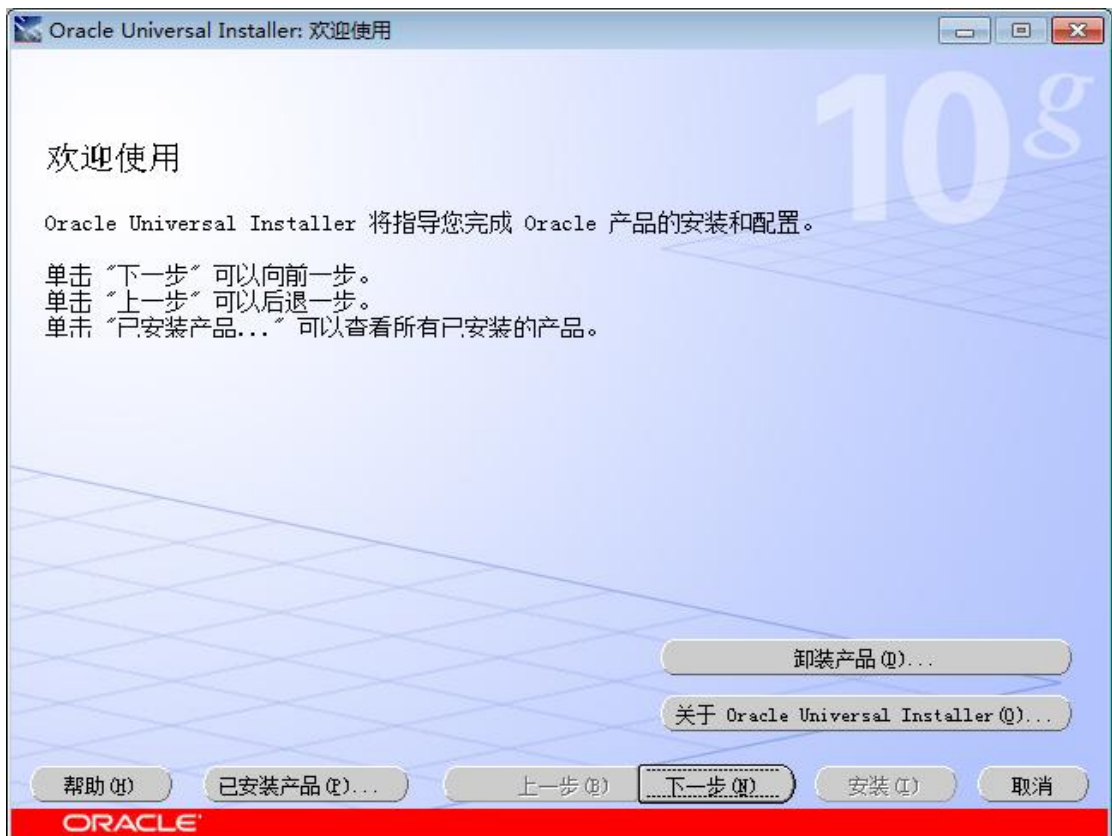 Oracle Universal Installer: 欢迎使用
10g
欢迎使用
Oracle Universal Installer 将指导您完成 Oracle 产品的安装和配置。
单击 "下一步" 可以向前一步。
单击 "上一步" 可以后退一步。
单击 "已安装产品..." 可以查看所有已安装的产品。
卸装产品(D)...
关于 Oracle Universal Installer(O)...
帮助(H) 已安装产品(P)... 上一步(B) 下一步(N) 安装(I) 取消
ORACLE